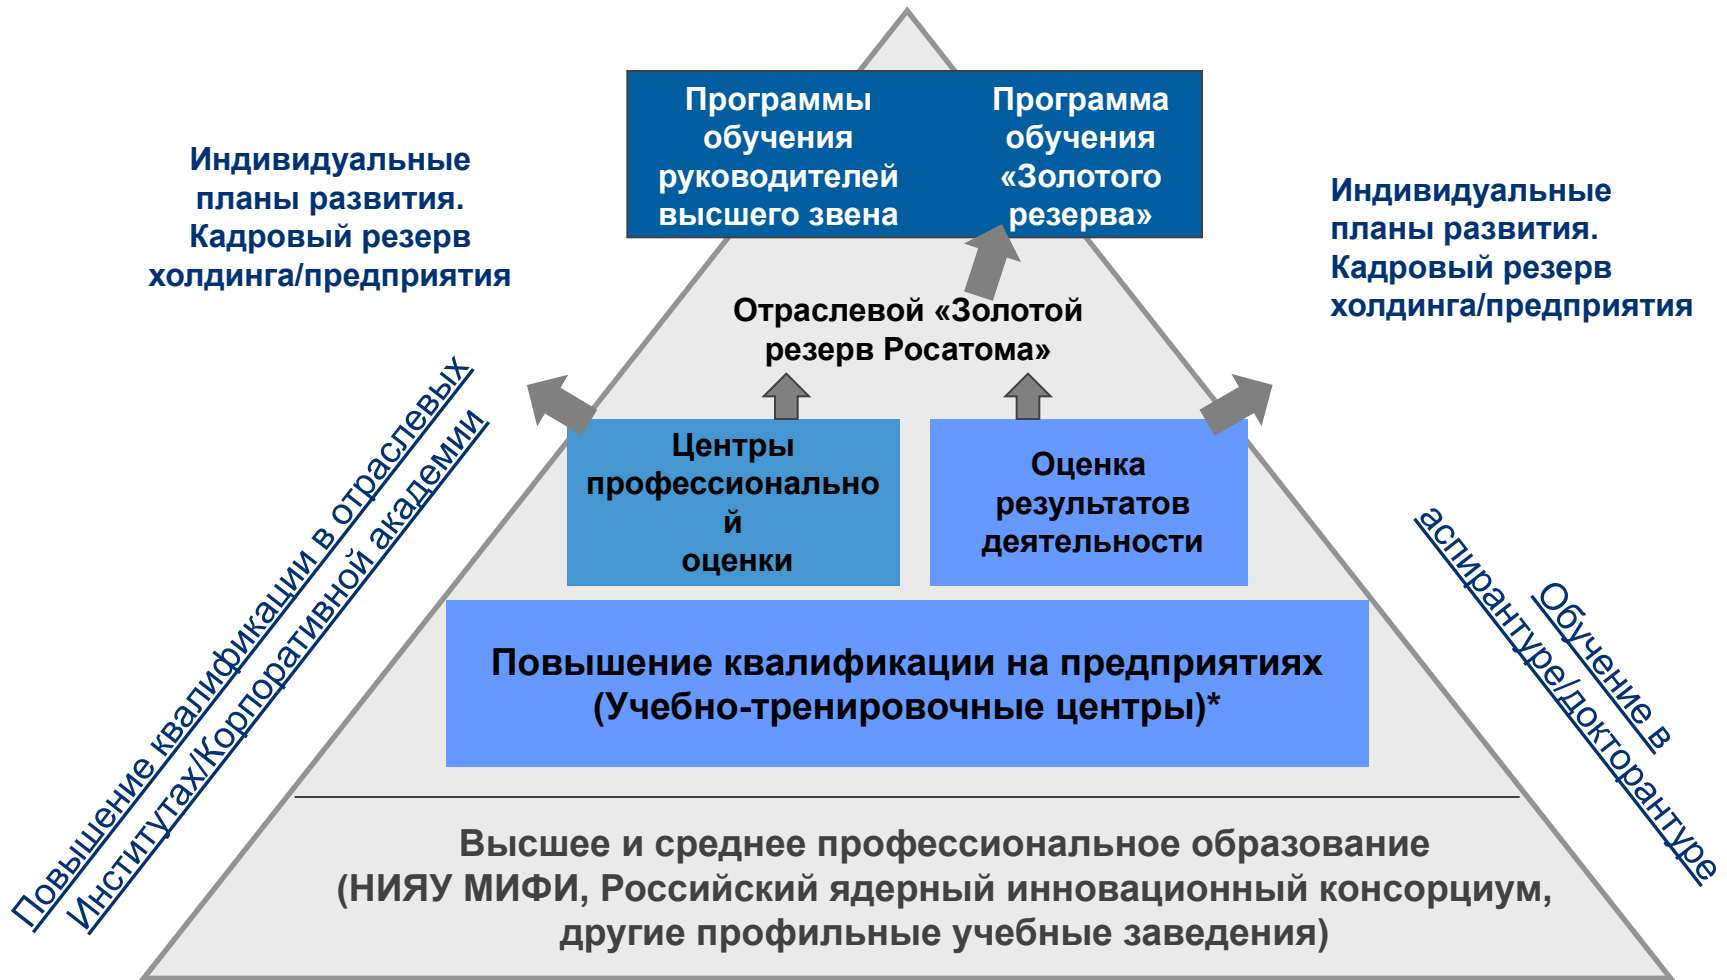 Программы
обучения
руководителей
высшего звена
Программа
обучения
«Золотого
резерва»
Индивидуальные
планы развития.
Кадровый резерв
холдинга/предприятия
Индивидуальные
планы развития.
Кадровый резерв
холдинга/предприятия
Отраслевой «Золотой
резерв Росатома»
Центры
профессионально
й
оценки
Оценка
результатов
деятельности
Повышение квалификации в отраслевых
Институтах/Корпоративной академии
Обучение в
аспирантуре/докторантуре
Повышение квалификации на предприятиях
(Учебно-тренировочные центры)*
Высшее и среднее профессиональное образование
(НИЯУ МИФИ, Российский ядерный инновационный консорциум,
другие профильные учебные заведения)